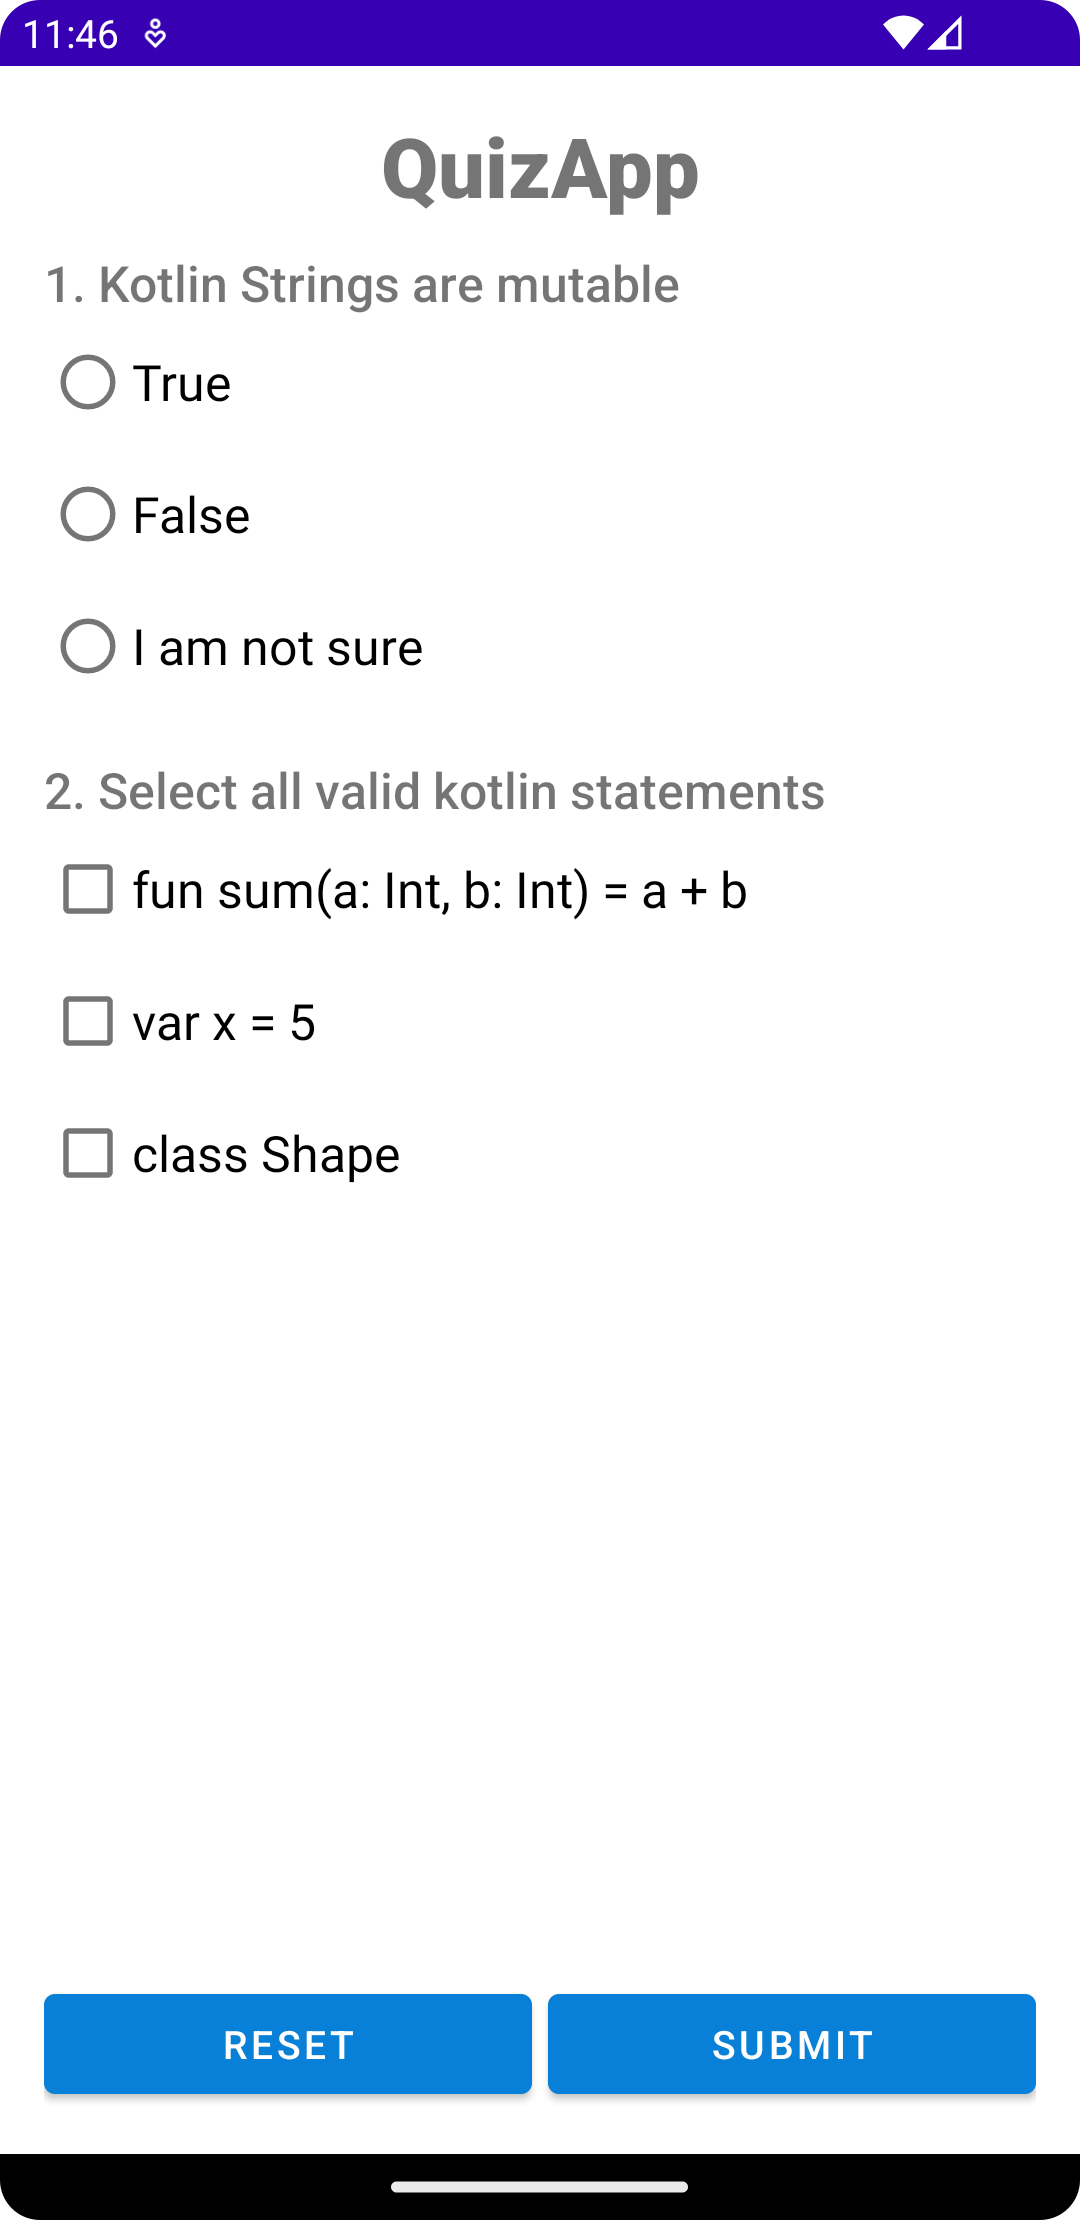 11:46
QuizApp
1. Kotlin Strings are mutable
True
False
I am not sure
2. Select all valid kotlin statements
fun sum(a: Int, b: Int) = a + b
var x = 5
class Shape
RESET SUBMIT